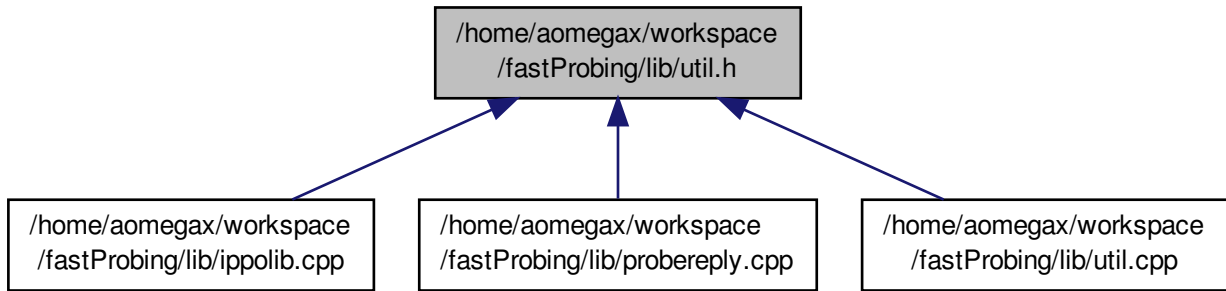 /home/aomegax/workspace
/fastProbing/lib/util.h
/home/aomegax/workspace
/fastProbing/lib/ippolib.cpp
/home/aomegax/workspace
/fastProbing/lib/probereply.cpp
/home/aomegax/workspace
/fastProbing/lib/util.cpp